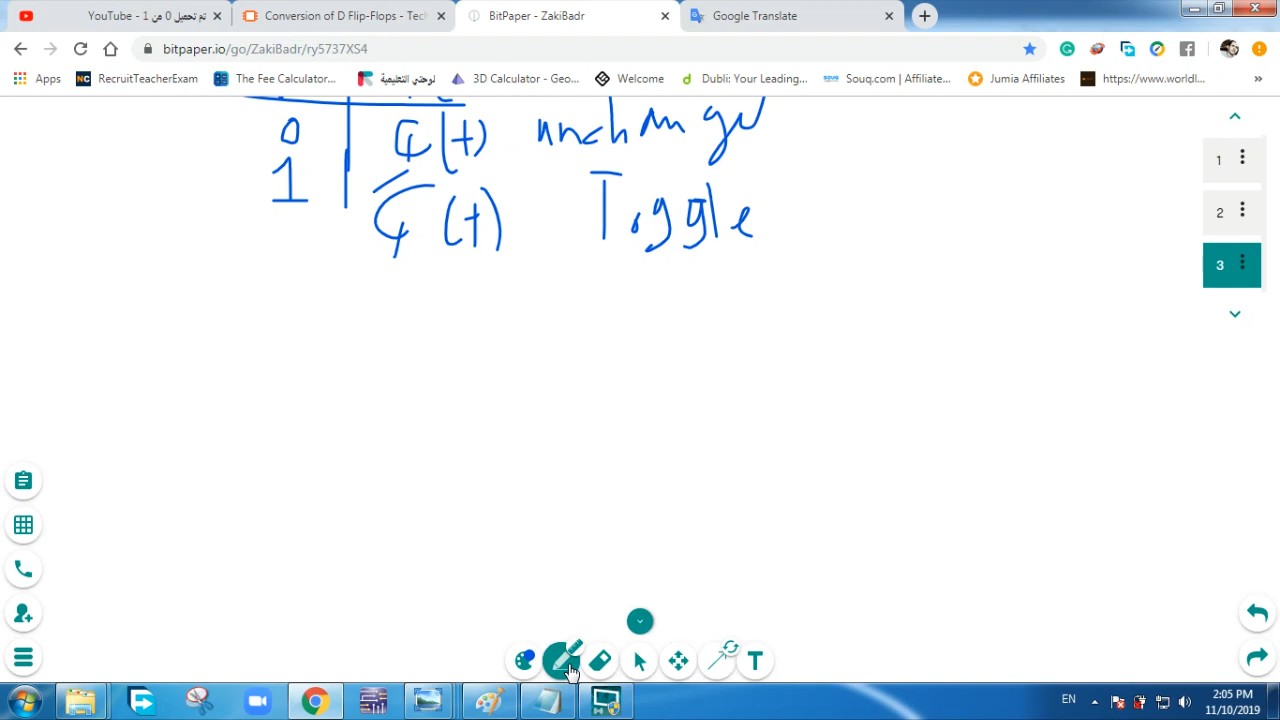 YouTube - 1 تم تحميل 0 من
Conversion of D Flip-Flops - Tech
BitPaper - ZakiBadr
Google Translate
bitpaper.io/go/ZakiBadr/ry5737XS4
Apps
RecruitTeacherExam
The Fee Calculator...
لوحتي التعليمية
3D Calculator - Geo...
Welcome
Dubli: Your Leading...
Souq.com | Affiliate...
Jumia Affiliates
https://www.worldl...
0 Q(t) unchanged
1 Q(t) Toggle
1
2
3
T
EN
2:05 PM
11/10/2019